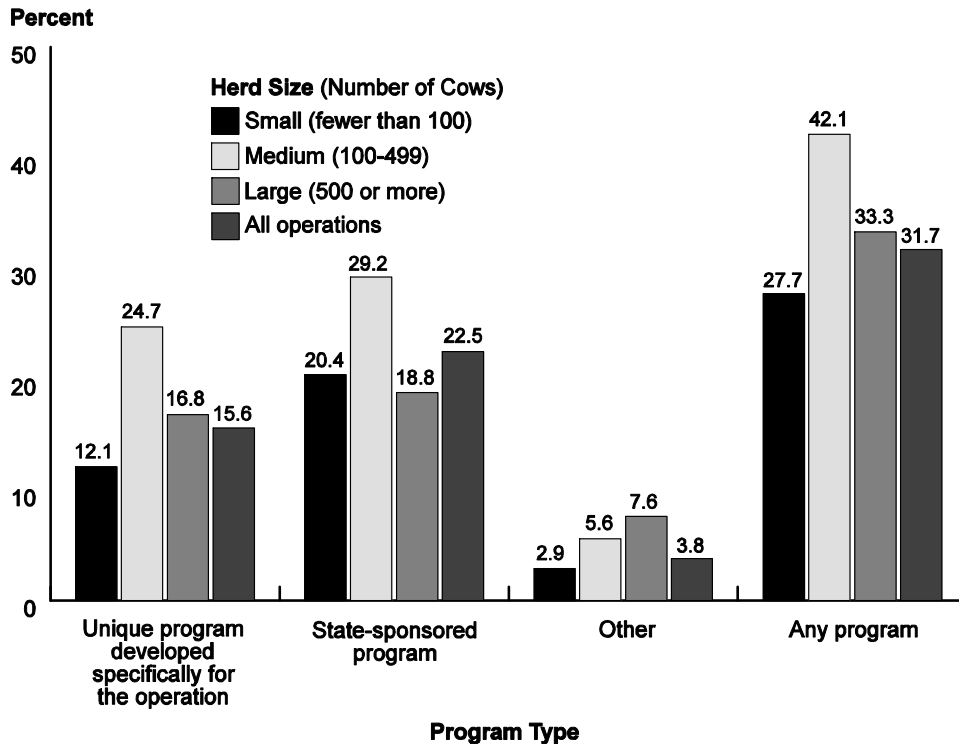 Percent
50
40
30
20
10
0
Herd Size (Number of Cows)
Small (fewer than 100)
Medium (100-499)
Large (500 or more)
All operations
12.1
24.7
16.8
15.6
20.4
29.2
18.8
22.5
2.9
5.6
7.6
3.8
27.7
42.1
33.3
31.7
Unique program
developed
specifically for
the operation
State-sponsored
program
Other
Any program
Program Type